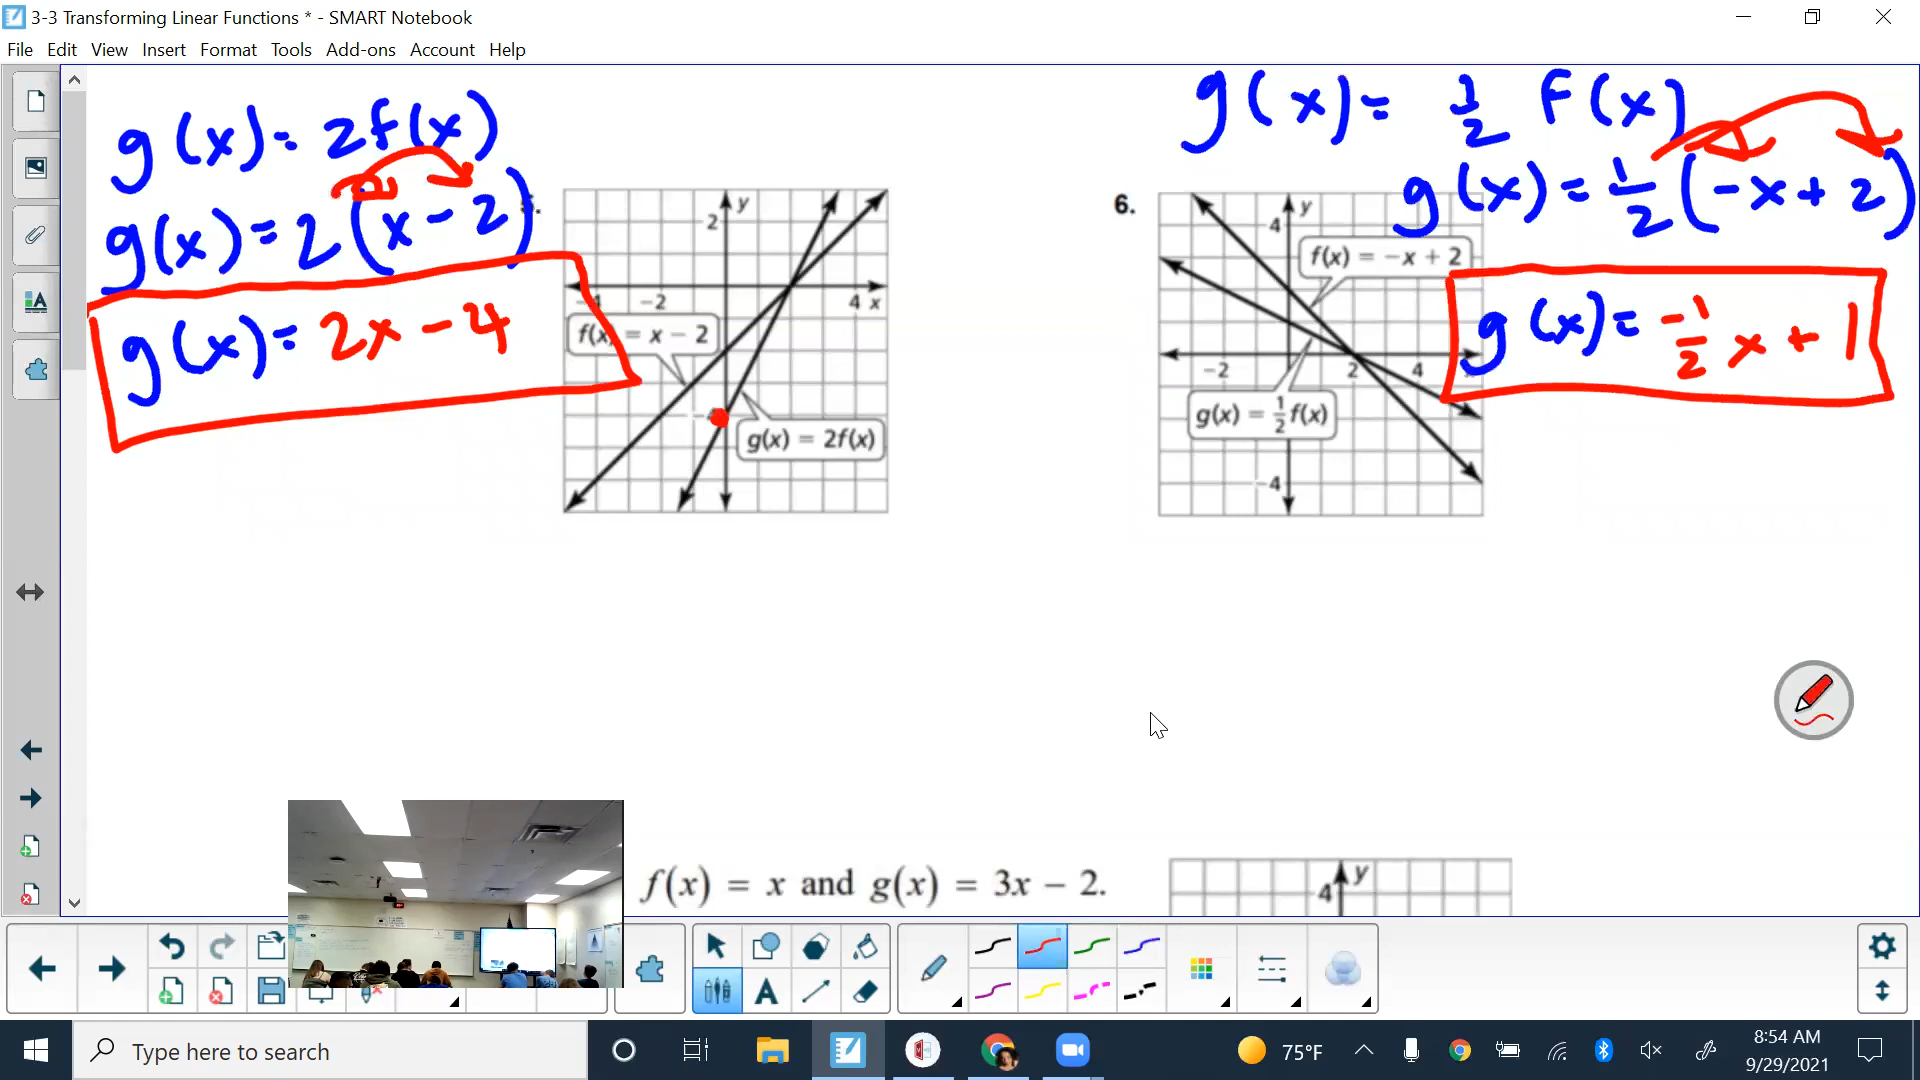 3-3 Transforming Linear Functions * - SMART Notebook
File Edit View Insert Format Tools Add-ons Account Help
g(x)= 2f(x)
g(x)=2(x-2)
g(x)= 2x-4
5.
y
2
-4 -2 4 x
f(x) = x - 2
-4
g(x) = 2f(x)
g(x)= 1/2 F(x)
g(x)=1/2(-x+2)
g(x)= -1/2 x + 1
6.
4 y
f(x) = -x + 2
-2 2 4
g(x) = 1/2 f(x)
-4
f(x) = x and g(x) = 3x - 2.
4 y
A
Type here to search
75°F
8:54 AM
9/29/2021